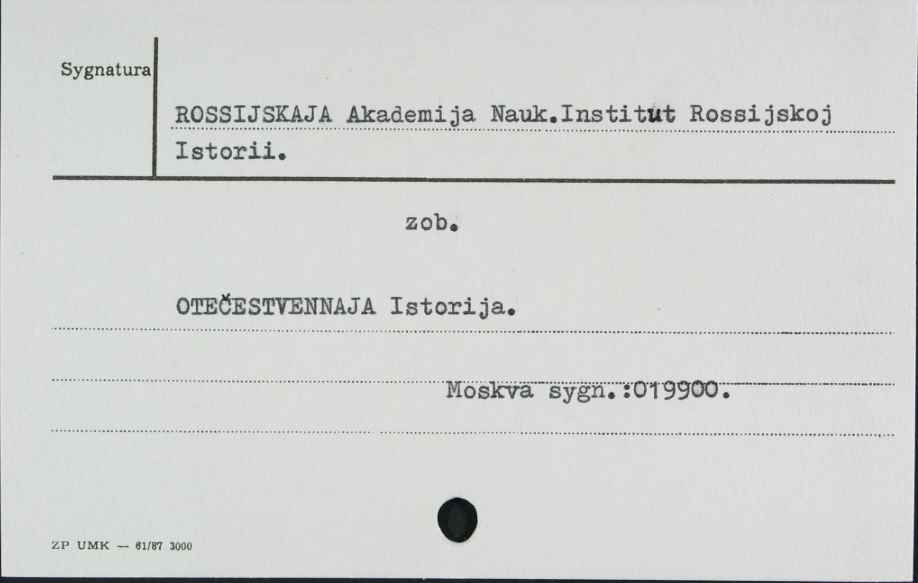 Sygnatura
ROSSIJSKAJA Akademija Nauk.Institut Rossijskoj
Istorii.
zob.
OTEČESTVENNAJA Istorija.
Moskva sygn.:019900.
ZP UMK — 61/87 3000